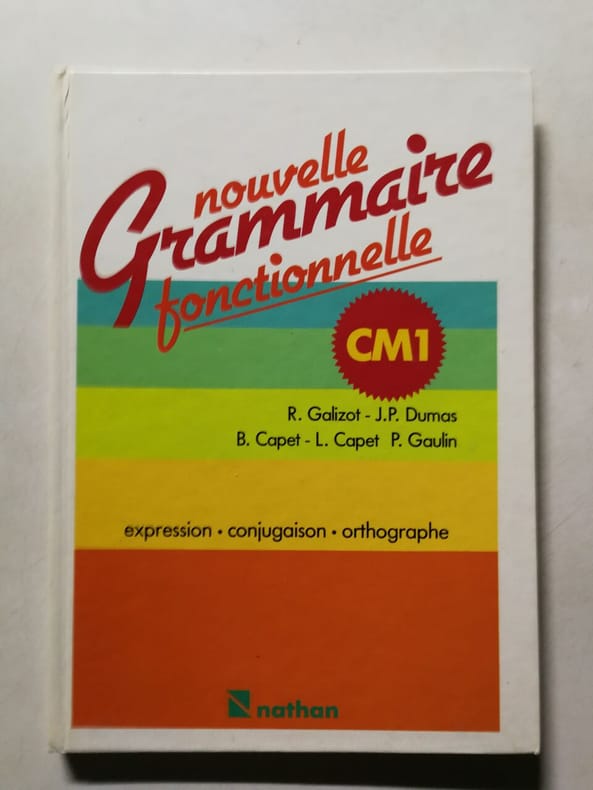 nouvelle
Grammaire
fonctionnelle
CM1
R. Galizot - J.P. Dumas
B. Capet - L. Capet P. Gaulin
expression • conjugaison • orthographe
nathan